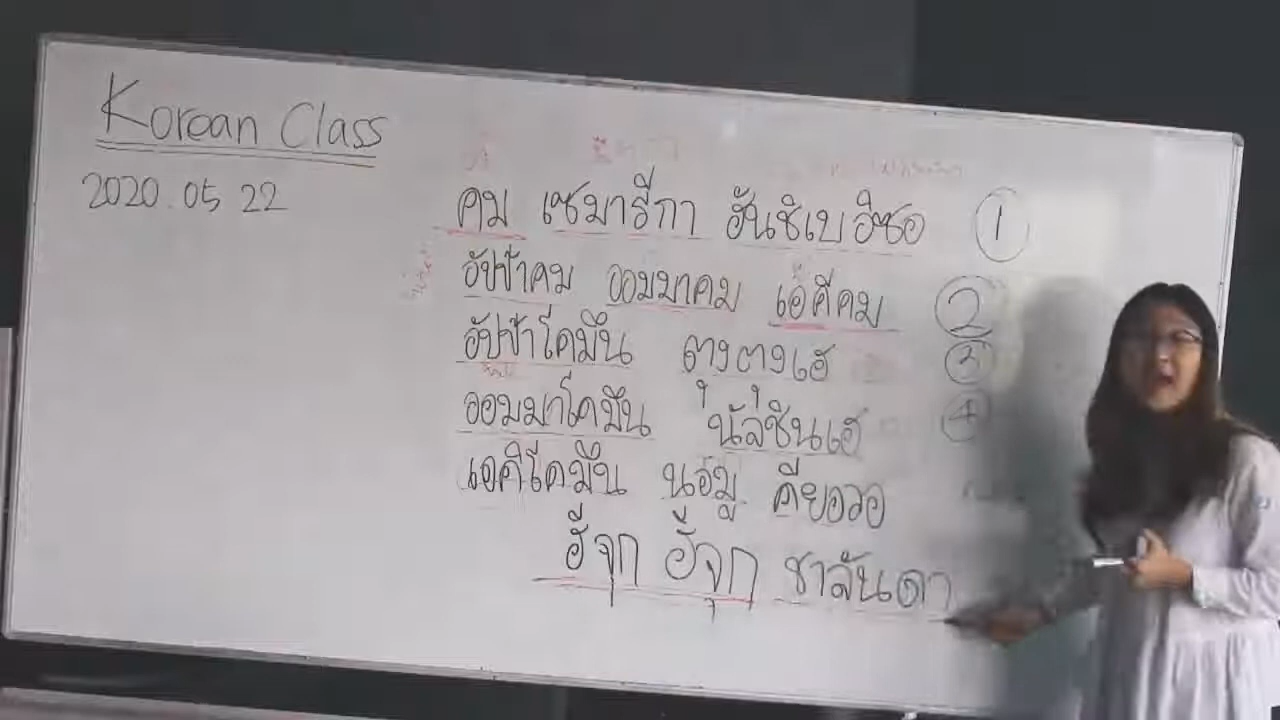 Korean Class
2020.05 22
คม เซมารีกา ฮันชิเบ อิซอ ①
อัปช้าคม ออมมาคม เอคีคม ②
อัปช้าโคมึน ตุงตุงเฮ ③
ออมมาโคมึน นัลชินเฮ ④
เอคิโคมึน นอมู คียอวอ
ฮีจุก ฮีจุก ชาลันดา